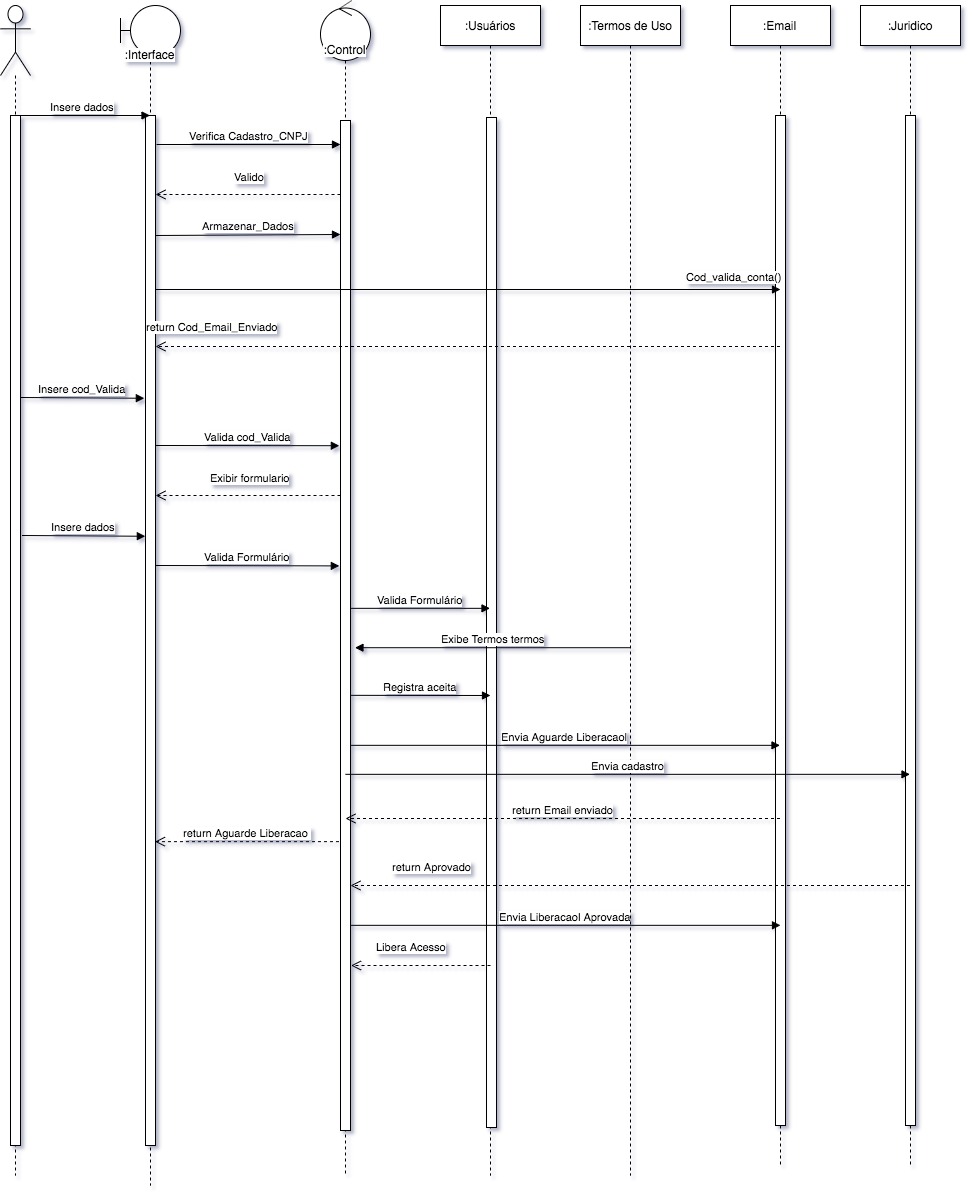 :Interface
:Control
:Usuários
:Termos de Uso
:Email
:Juridico
Insere dados
Verifica Cadastro_CNPJ
Valido
Armazenar_Dados
Cod_valida_conta()
return Cod_Email_Enviado
Insere cod_Valida
Valida cod_Valida
Exibir formulario
Insere dados
Valida Formulário
Valida Formulário
Exibe Termos termos
Registra aceita
Envia Aguarde Liberacaol
Envia cadastro
return Email enviado
return Aguarde Liberacao
return Aprovado
Envia Liberacaol Aprovada
Libera Acesso